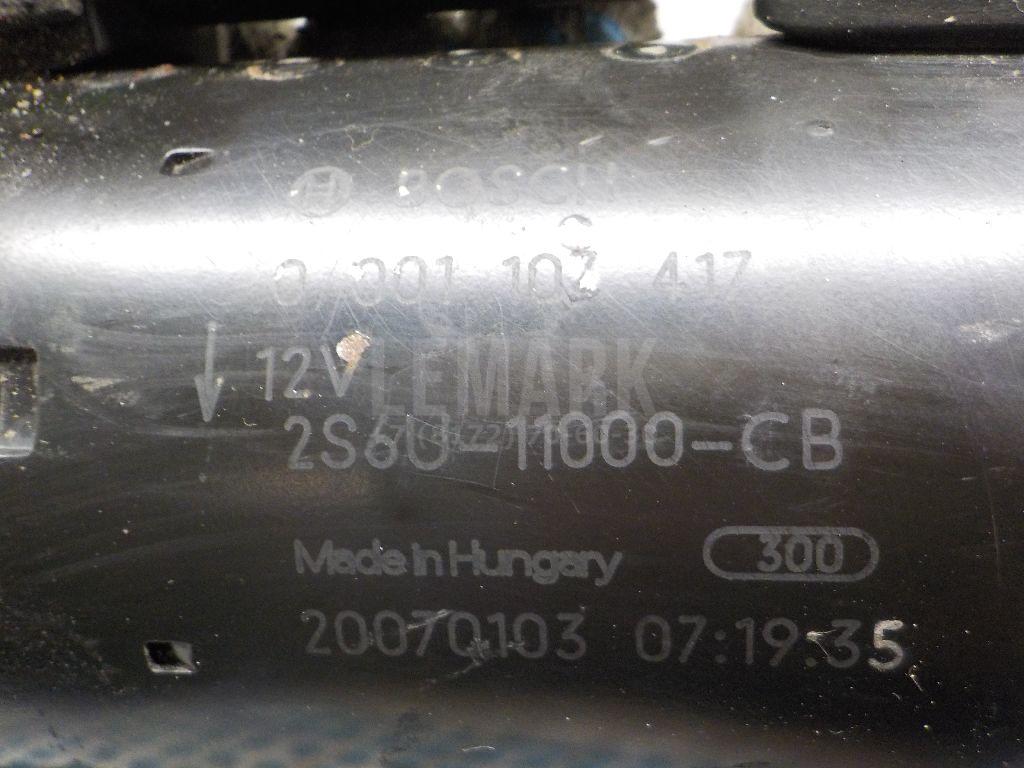 BOSCH
0 001 107 417
12V
LEMARK
2S6U-11000-CB
Made in Hungary 300
20070103 07:19:35